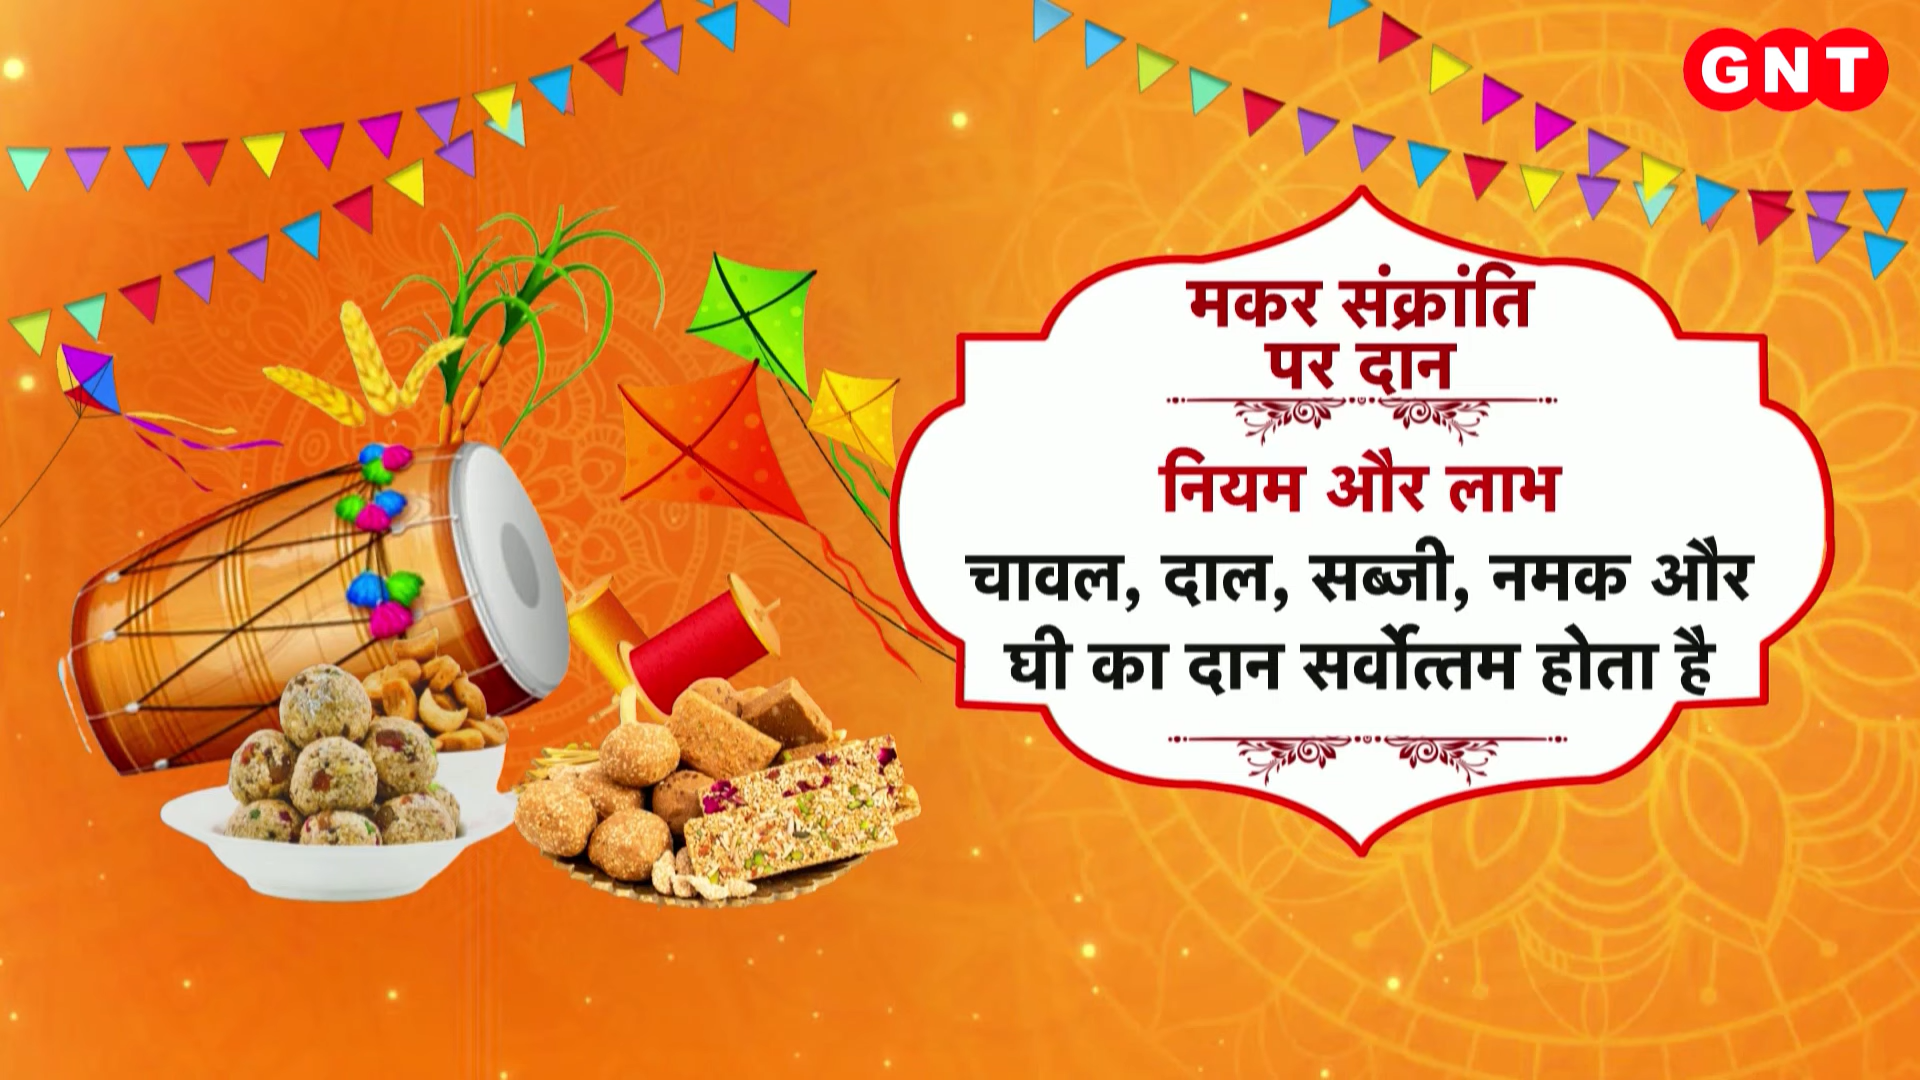 GNT
मकर संक्रांति
पर दान
नियम और लाभ
चावल, दाल, सब्जी, नमक और
घी का दान सर्वोत्तम होता है